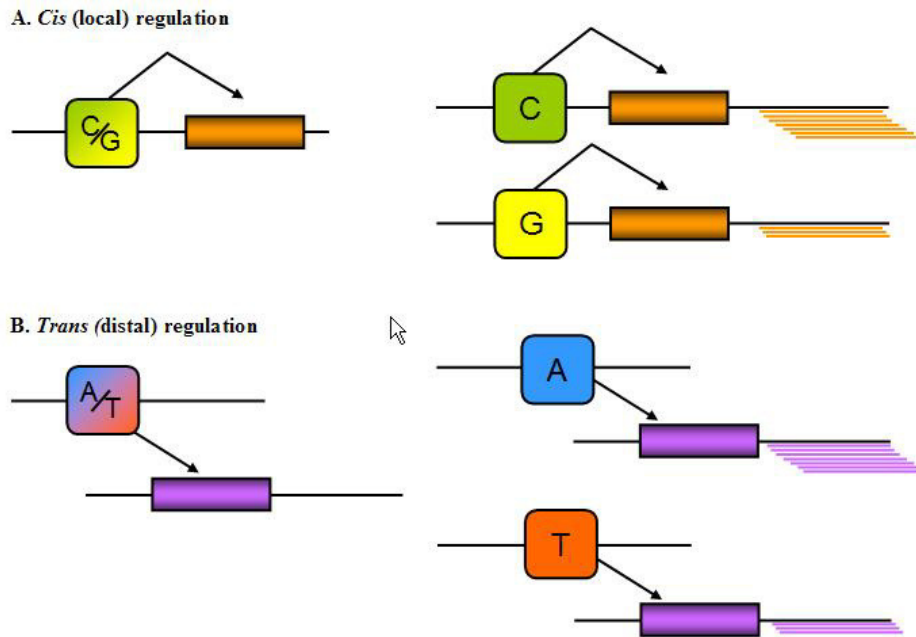 A. Cis (local) regulation
C/G
C
G
B. Trans (distal) regulation
A/T
A
T